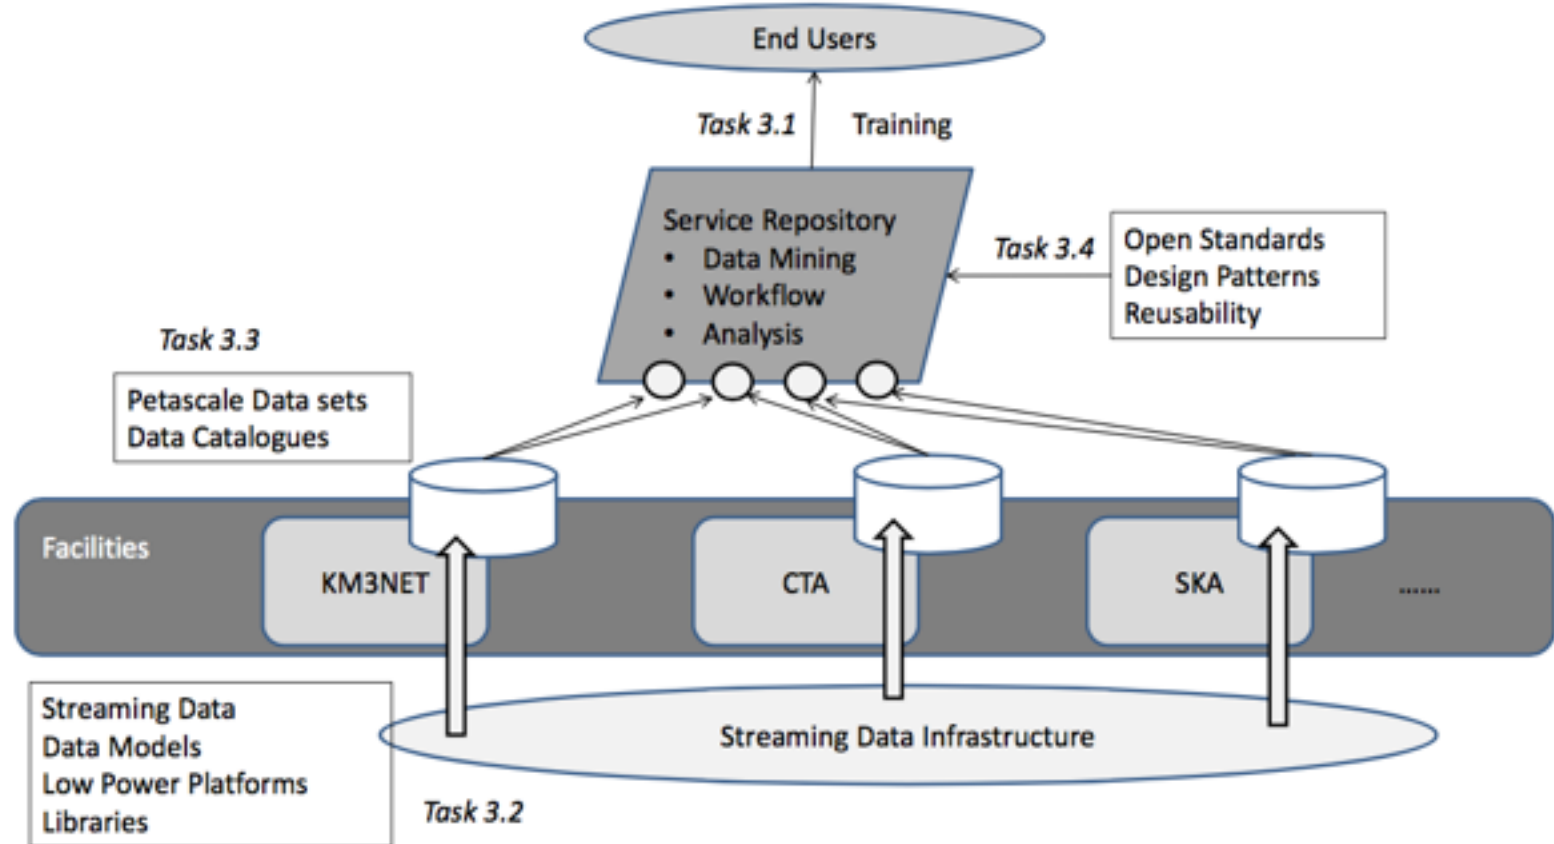 End Users
Task 3.1
Training
Service Repository
• Data Mining
• Workflow
• Analysis
Task 3.4
Open Standards
Design Patterns
Reusability
Task 3.3
Petascale Data sets
Data Catalogues
Facilities
KM3NET
CTA
SKA
......
Streaming Data
Data Models
Low Power Platforms
Libraries
Streaming Data Infrastructure
Task 3.2